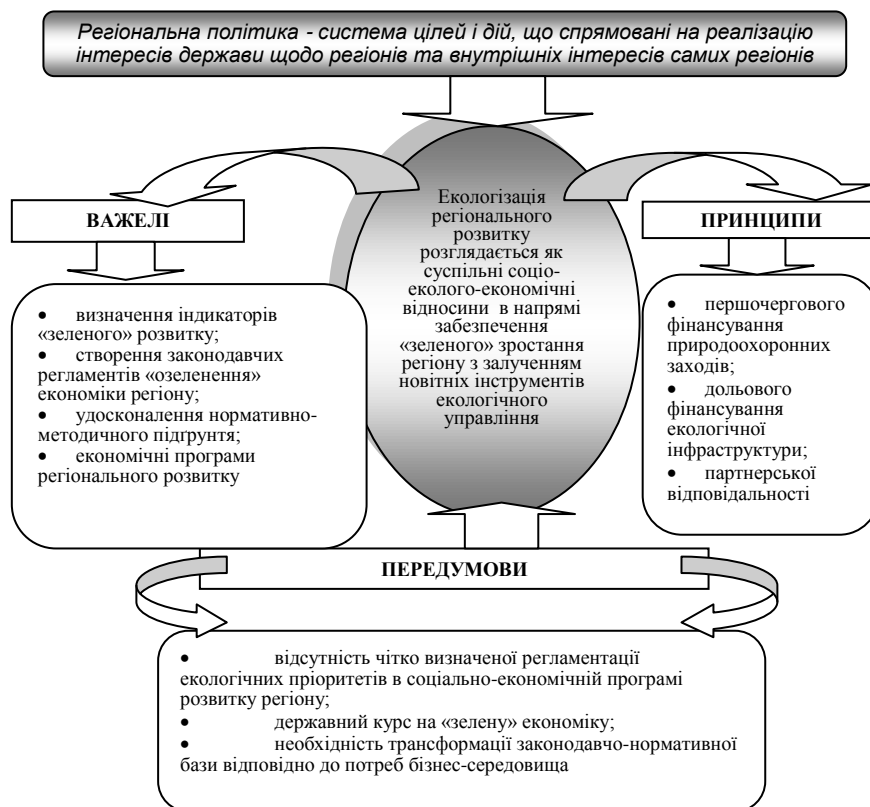 Регіональна політика - система цілей і дій, що спрямовані на реалізацію
інтересів держави щодо регіонів та внутрішніх інтересів самих регіонів
Екологізація
регіонального
розвитку
розглядається як
суспільні соціо-
еколого-економічні
відносини в напрямі
забезпечення
«зеленого» зростання
регіону з залученням
новітніх інструментів
екологічного
управління
ВАЖЕЛІ
• визначення індикаторів
«зеленого» розвитку;
• створення законодавчих
регламентів «озеленення»
економіки регіону;
• удосконалення нормативно-
методичного підґрунтя;
• економічні програми
регіонального розвитку
ПРИНЦИПИ
• першочергового
фінансування
природоохоронних
заходів;
• дольового
фінансування
екологічної
інфраструктури;
• партнерської
відповідальності
ПЕРЕДУМОВИ
• відсутність чітко визначеної регламентації
екологічних пріоритетів в соціально-економічній програмі
розвитку регіону;
• державний курс на «зелену» економіку;
• необхідність трансформації законодавчо-нормативної
бази відповідно до потреб бізнес-середовища